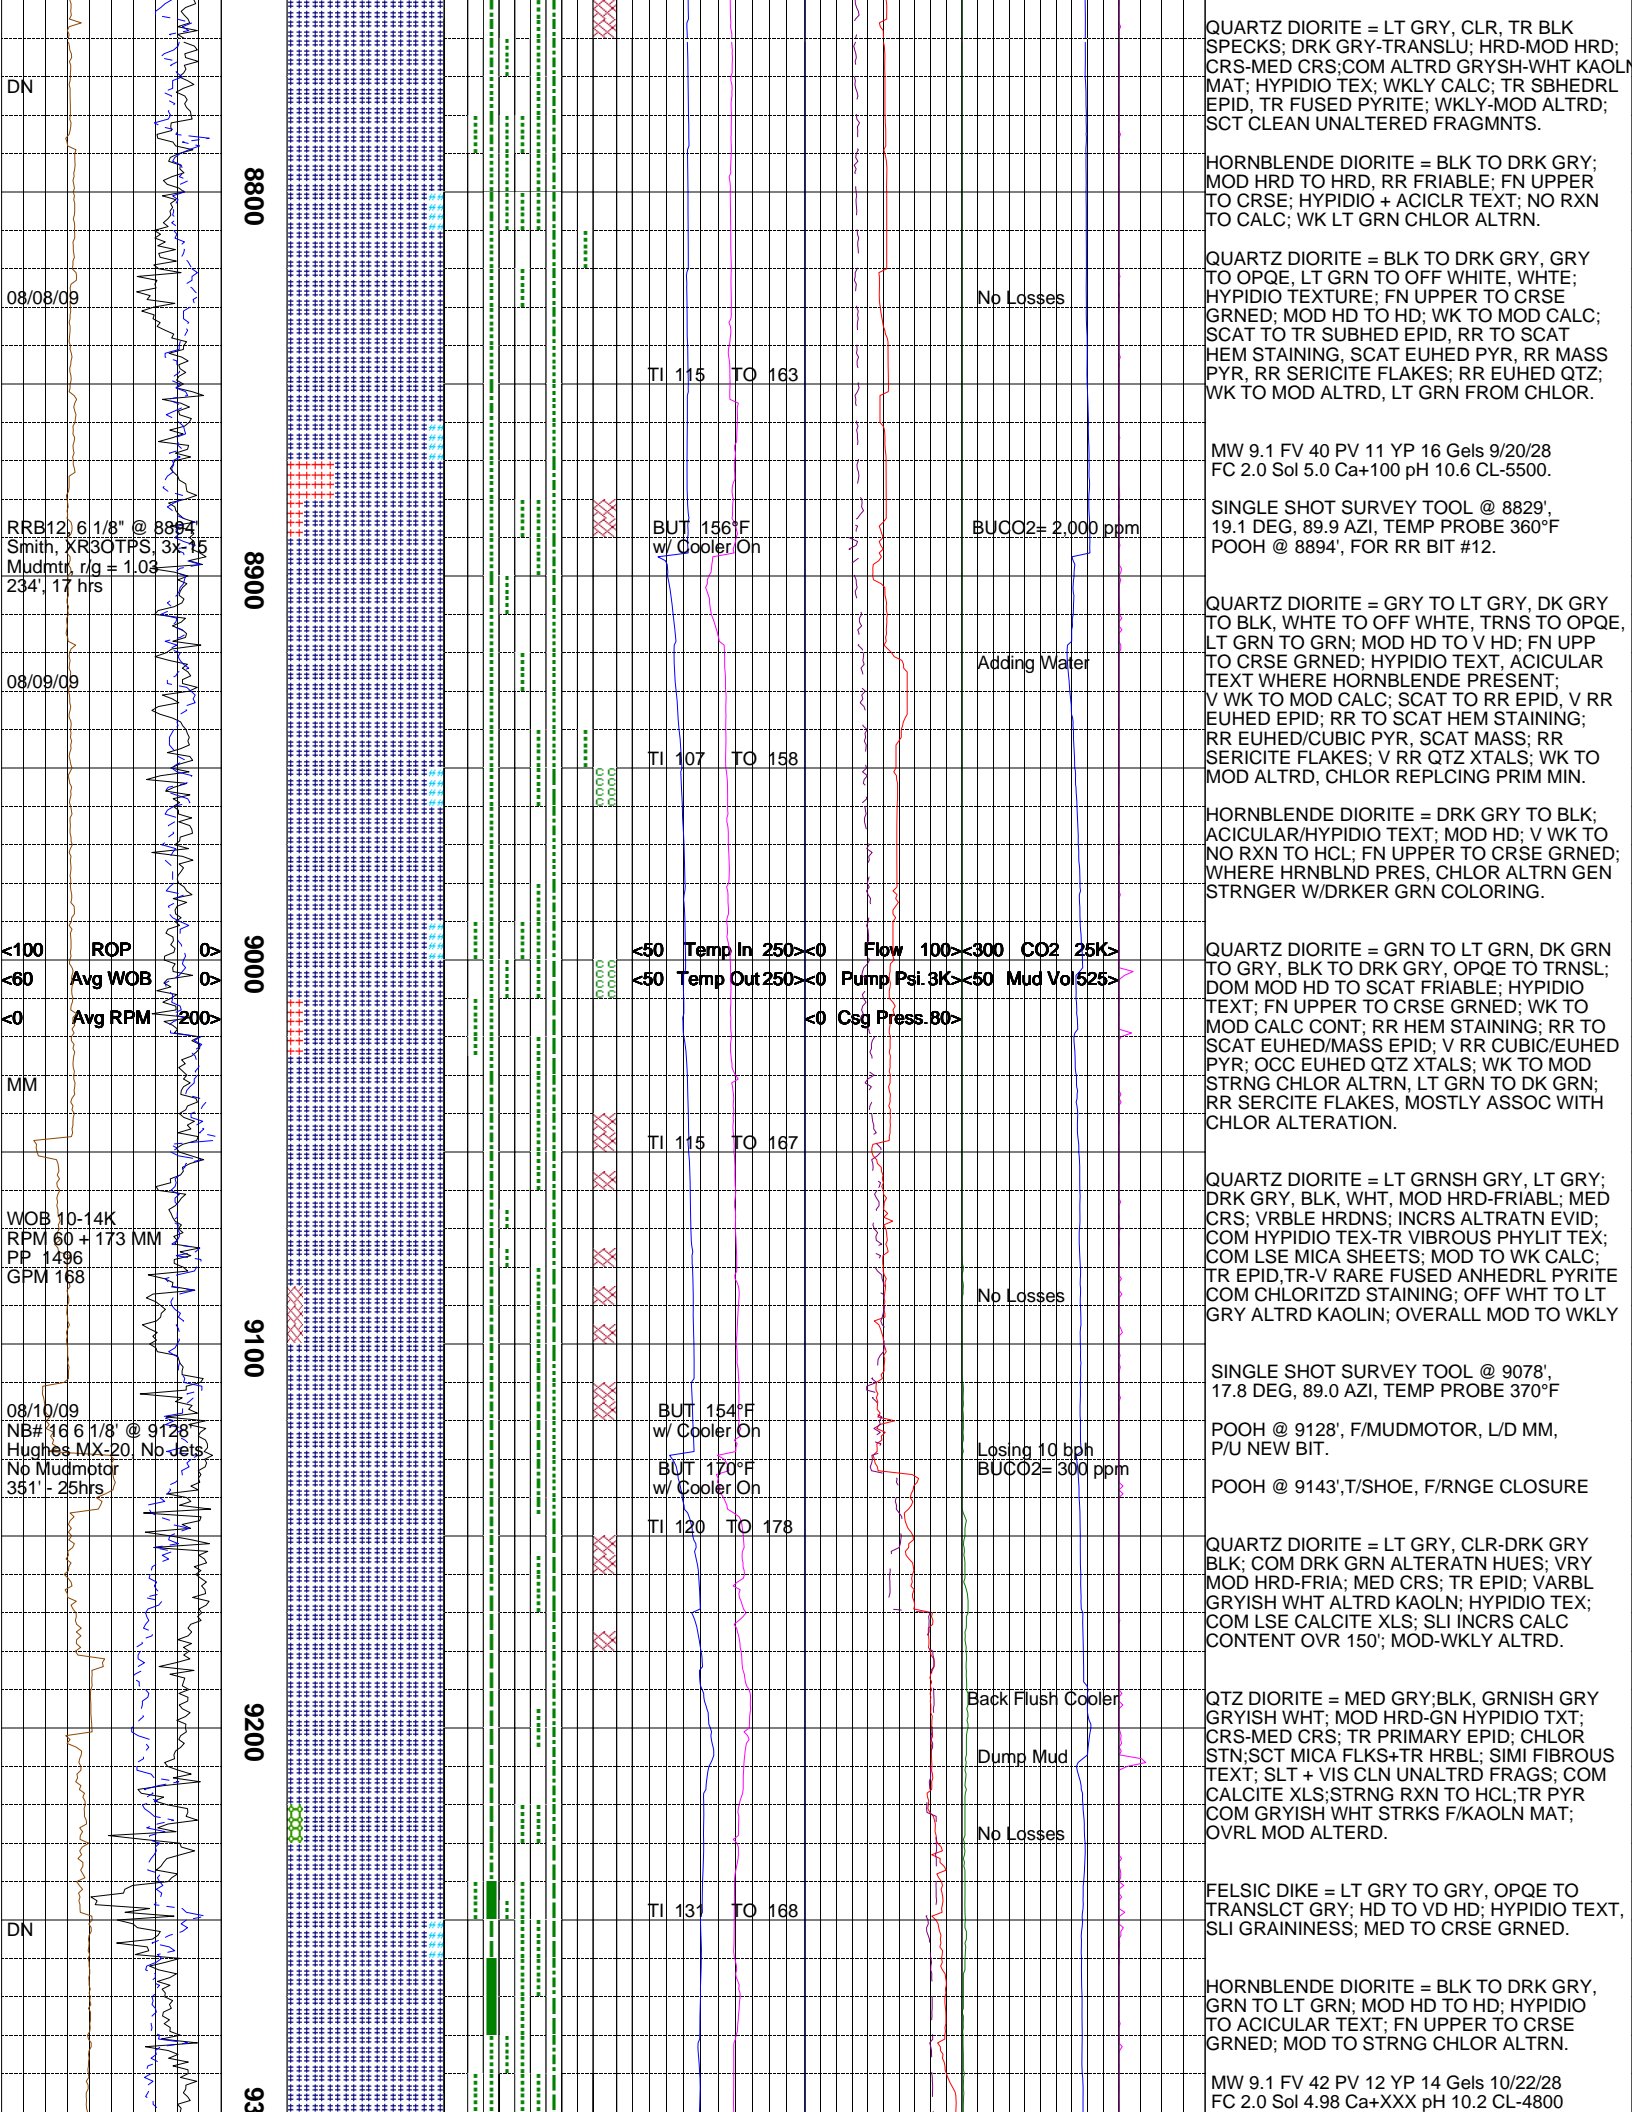 DN
08/08/09
RRB12, 6 1/8" @ 8894'
Smith, XR3OTPS, 3x-15
Mudmtr, r/g = 1.03
234', 17 hrs
08/09/09
<100 ROP 0>
<60 Avg WOB 0>
<0 Avg RPM 200>
MM
WOB 10-14K
RPM 60 + 173 MM
PP 1496
GPM 168
08/10/09
NB# 16 6 1/8' @ 9128'
Hughes MX-20, No Jets
No Mudmotor
351' - 25hrs
DN
8800
8900
9000
9100
9200
93
TI 115 TO 163
BUT 156°F
w/ Cooler On
TI 107 TO 158
<50 Temp In 250>
<50 Temp Out 250>
TI 115 TO 167
BUT 154°F
w/ Cooler On
BUT 170°F
w/ Cooler On
TI 120 TO 178
TI 131 TO 168
<0 Flow 100>
<0 Pump Psi. 3K>
<0 Csg Press. 80>
No Losses
BUCO2= 2,000 ppm
Adding Water
<300 CO2 25K>
<50 Mud Vol 525>
No Losses
Losing 10 bph
BUCO2= 300 ppm
Back Flush Cooler
Dump Mud
No Losses
QUARTZ DIORITE = LT GRY, CLR, TR BLK
SPECKS; DRK GRY-TRANSLU; HRD-MOD HRD;
CRS-MED CRS;COM ALTRD GRYSH-WHT KAOLN
MAT; HYPIDIO TEX; WKLY CALC; TR SBHEDRL
EPID, TR FUSED PYRITE; WKLY-MOD ALTRD;
SCT CLEAN UNALTERED FRAGMNTS.
HORNBLENDE DIORITE = BLK TO DRK GRY;
MOD HRD TO HRD, RR FRIABLE; FN UPPER
TO CRSE; HYPIDIO + ACICLR TEXT; NO RXN
TO CALC; WK LT GRN CHLOR ALTRN.
QUARTZ DIORITE = BLK TO DRK GRY, GRY
TO OPQE, LT GRN TO OFF WHITE, WHTE;
HYPIDIO TEXTURE; FN UPPER TO CRSE
GRNED; MOD HD TO HD; WK TO MOD CALC;
SCAT TO TR SUBHED EPID, RR TO SCAT
HEM STAINING, SCAT EUHED PYR, RR MASS
PYR, RR SERICITE FLAKES; RR EUHED QTZ;
WK TO MOD ALTRD, LT GRN FROM CHLOR.
MW 9.1 FV 40 PV 11 YP 16 Gels 9/20/28
FC 2.0 Sol 5.0 Ca+100 pH 10.6 CL-5500.
SINGLE SHOT SURVEY TOOL @ 8829',
19.1 DEG, 89.9 AZI, TEMP PROBE 360°F
POOH @ 8894', FOR RR BIT #12.
QUARTZ DIORITE = GRY TO LT GRY, DK GRY
TO BLK, WHTE TO OFF WHTE, TRNS TO OPQE,
LT GRN TO GRN; MOD HD TO V HD; FN UPP
TO CRSE GRNED; HYPIDIO TEXT, ACICULAR
TEXT WHERE HORNBLENDE PRESENT;
V WK TO MOD CALC; SCAT TO RR EPID, V RR
EUHED EPID; RR TO SCAT HEM STAINING;
RR EUHED/CUBIC PYR, SCAT MASS; RR
SERICITE FLAKES; V RR QTZ XTALS; WK TO
MOD ALTRD, CHLOR REPLCING PRIM MIN.
HORNBLENDE DIORITE = DRK GRY TO BLK;
ACICULAR/HYPIDIO TEXT; MOD HD; V WK TO
NO RXN TO HCL; FN UPPER TO CRSE GRNED;
WHERE HRNBLND PRES, CHLOR ALTRN GEN
STRNGER W/DRKER GRN COLORING.
QUARTZ DIORITE = GRN TO LT GRN, DK GRN
TO GRY, BLK TO DRK GRY, OPQE TO TRNSL;
DOM MOD HD TO SCAT FRIABLE; HYPIDIO
TEXT; FN UPPER TO CRSE GRNED; WK TO
MOD CALC CONT; RR HEM STAINING; RR TO
SCAT EUHED/MASS EPID; V RR CUBIC/EUHED
PYR; OCC EUHED QTZ XTALS; WK TO MOD
STRNG CHLOR ALTRN, LT GRN TO DK GRN;
RR SERCITE FLAKES, MOSTLY ASSOC WITH
CHLOR ALTERATION.
QUARTZ DIORITE = LT GRNSH GRY, LT GRY;
DRK GRY, BLK, WHT, MOD HRD-FRIABL; MED
CRS; VRBLE HRDNS; INCRS ALTRATN EVID;
COM HYPIDIO TEX-TR VIBROUS PHYLIT TEX;
COM LSE MICA SHEETS; MOD TO WK CALC;
TR EPID,TR-V RARE FUSED ANHEDRL PYRITE
COM CHLORITZD STAINING; OFF WHT TO LT
GRY ALTRD KAOLIN; OVERALL MOD TO WKLY
SINGLE SHOT SURVEY TOOL @ 9078',
17.8 DEG, 89.0 AZI, TEMP PROBE 370°F
POOH @ 9128', F/MUDMOTOR, L/D MM,
P/U NEW BIT.
POOH @ 9143',T/SHOE, F/RNGE CLOSURE
QUARTZ DIORITE = LT GRY, CLR-DRK GRY
BLK; COM DRK GRN ALTERATN HUES; VRY
MOD HRD-FRIA; MED CRS; TR EPID; VARBL
GRYISH WHT ALTRD KAOLN; HYPIDIO TEX;
COM LSE CALCITE XLS; SLI INCRS CALC
CONTENT OVR 150'; MOD-WKLY ALTRD.
QTZ DIORITE = MED GRY;BLK, GRNISH GRY
GRYISH WHT; MOD HRD-GN HYPIDIO TXT;
CRS-MED CRS; TR PRIMARY EPID; CHLOR
STN;SCT MICA FLKS+TR HRBL; SIMI FIBROUS
TEXT; SLT + VIS CLN UNALTRD FRAGS; COM
CALCITE XLS;STRNG RXN TO HCL;TR PYR
COM GRYISH WHT STRKS F/KAOLN MAT;
OVRL MOD ALTERD.
FELSIC DIKE = LT GRY TO GRY, OPQE TO
TRANSLCT GRY; HD TO VD HD; HYPIDIO TEXT,
SLI GRAININESS; MED TO CRSE GRNED.
HORNBLENDE DIORITE = BLK TO DRK GRY,
GRN TO LT GRN; MOD HD TO HD; HYPIDIO
TO ACICULAR TEXT; FN UPPER TO CRSE
GRNED; MOD TO STRNG CHLOR ALTRN.
MW 9.1 FV 42 PV 12 YP 14 Gels 10/22/28
FC 2.0 Sol 4.98 Ca+XXX pH 10.2 CL-4800